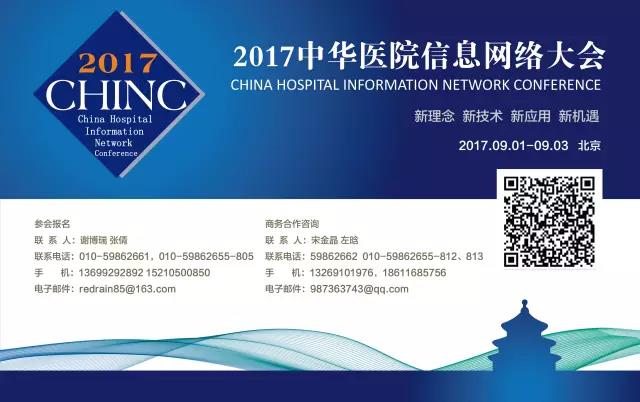 2017
CHINC
China Hospital
Information
Network
Conference
2017中华医院信息网络大会
CHINA HOSPITAL INFORMATION NETWORK CONFERENCE
新理念 新技术 新应用 新机遇
2017.09.01-09.03 北京
参会报名
联 系 人：谢博瑞 张倩
联系电话：010-59862661，010-59862655-805
手 机：13699292892 15210500850
电子邮件：redrain85@163.com
商务合作咨询
联 系 人：宋金晶 左晗
联系电话：59862662 010-59862655-812、813
手 机：13269101976，18611685756
电子邮件：987363743@qq.com